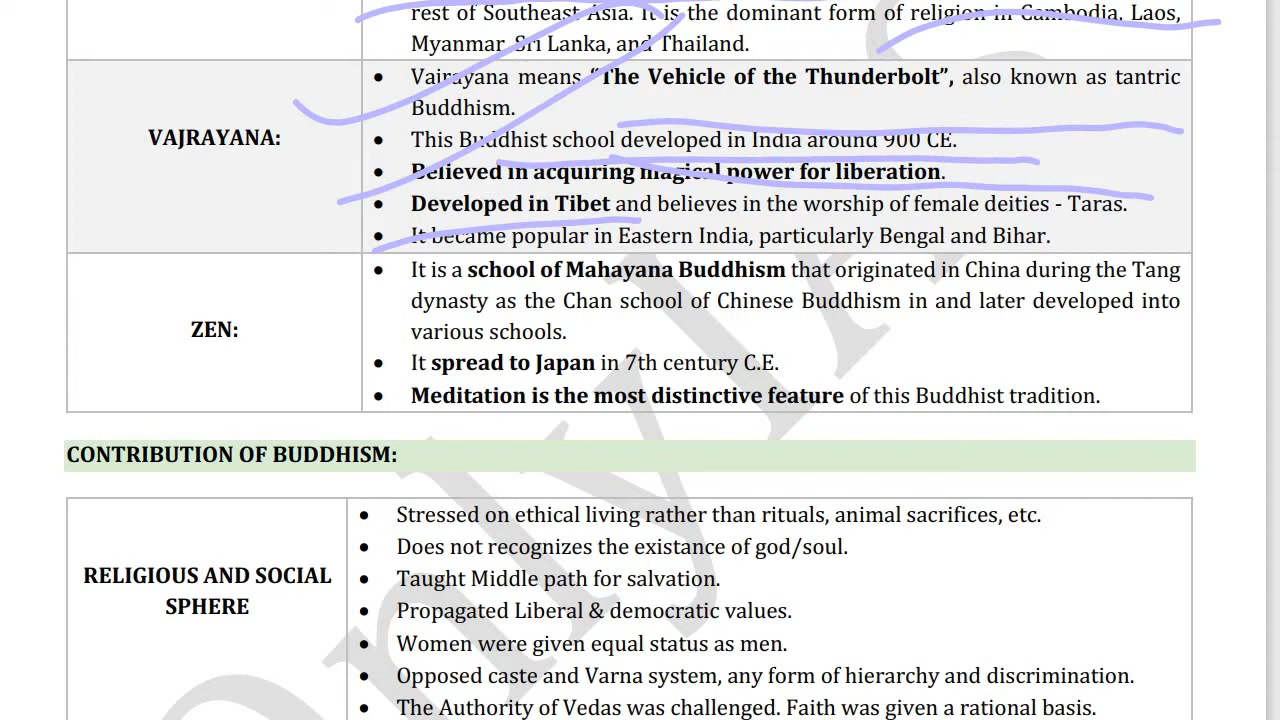 rest of Southeast Asia. It is the dominant form of religion in Cambodia, Laos,
Myanmar, Sri Lanka, and Thailand.
VAJRAYANA:
• Vajrayana means “The Vehicle of the Thunderbolt”, also known as tantric
Buddhism.
• This Buddhist school developed in India around 900 CE.
• Believed in acquiring magical power for liberation.
• Developed in Tibet and believes in the worship of female deities - Taras.
• It became popular in Eastern India, particularly Bengal and Bihar.
ZEN:
• It is a school of Mahayana Buddhism that originated in China during the Tang
dynasty as the Chan school of Chinese Buddhism in and later developed into
various schools.
• It spread to Japan in 7th century C.E.
• Meditation is the most distinctive feature of this Buddhist tradition.
CONTRIBUTION OF BUDDHISM:
RELIGIOUS AND SOCIAL
SPHERE
• Stressed on ethical living rather than rituals, animal sacrifices, etc.
• Does not recognizes the existance of god/soul.
• Taught Middle path for salvation.
• Propagated Liberal & democratic values.
• Women were given equal status as men.
• Opposed caste and Varna system, any form of hierarchy and discrimination.
• The Authority of Vedas was challenged. Faith was given a rational basis.